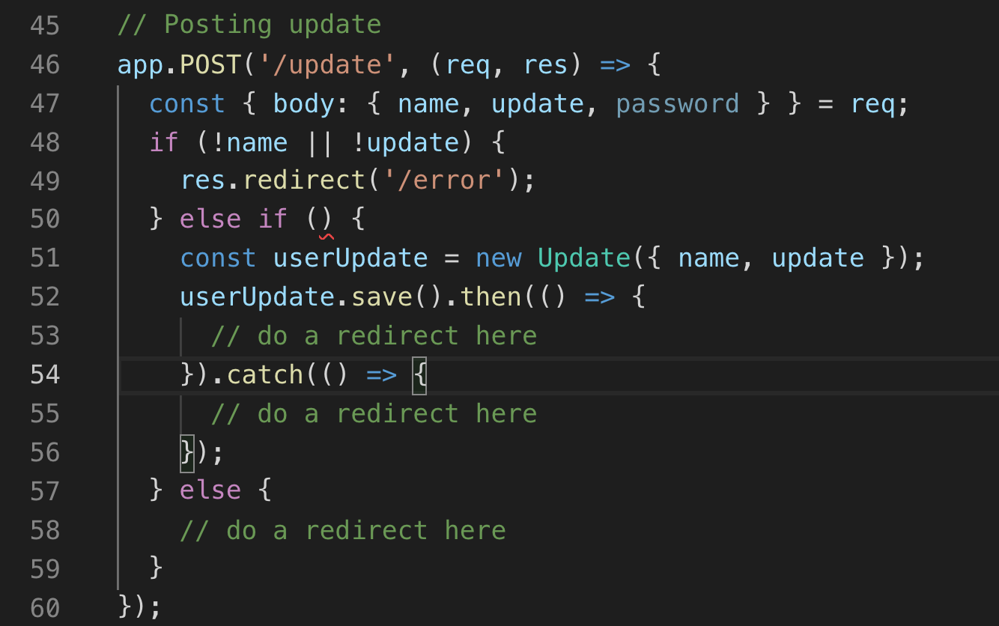 45 // Posting update
46 app.POST('/update', (req, res) => {
47 const { body: { name, update, password } } = req;
48 if (!name || !update) {
49 res.redirect('/error');
50 } else if () {
51 const userUpdate = new Update({ name, update });
52 userUpdate.save().then(() => {
53 // do a redirect here
54 }).catch(() => {
55 // do a redirect here
56 });
57 } else {
58 // do a redirect here
59 }
60 });